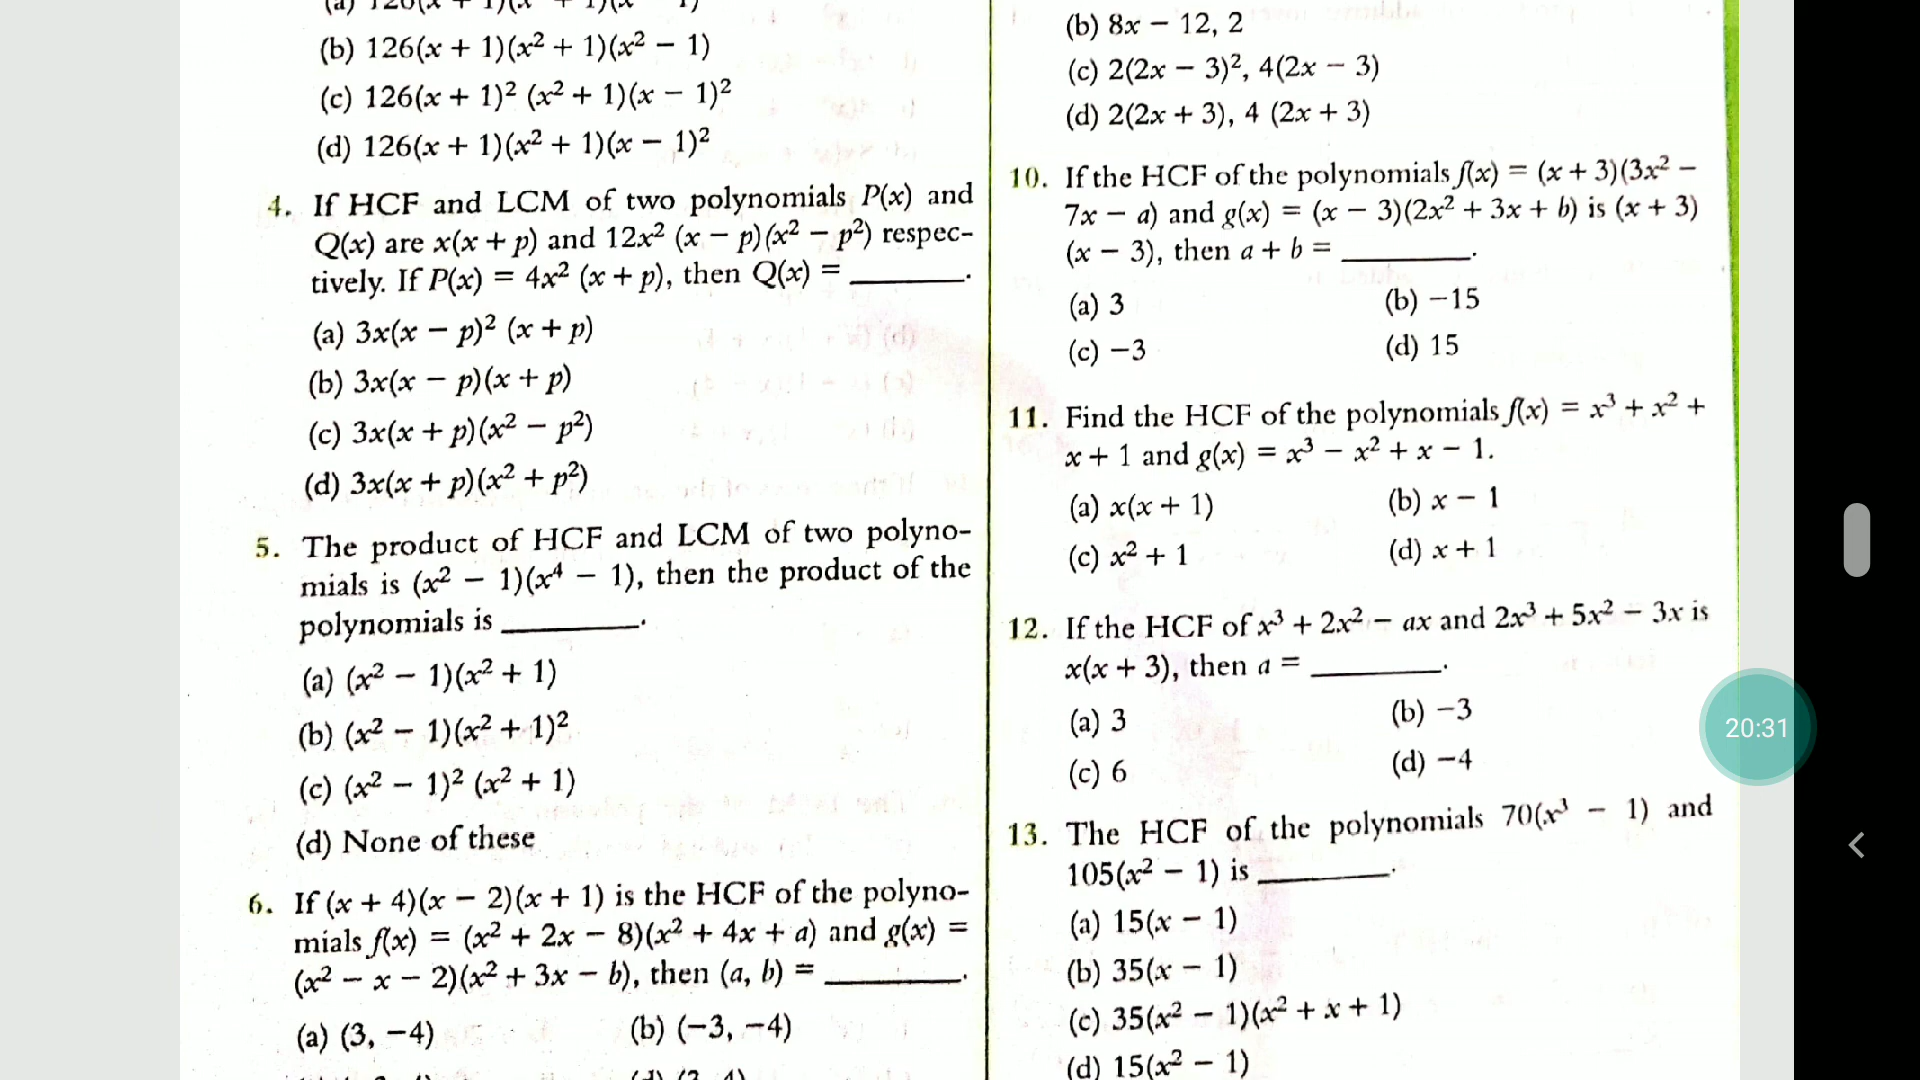 (b) 126(x + 1)(x² + 1)(x² − 1)
(c) 126(x + 1)² (x² + 1)(x − 1)²
(d) 126(x + 1)(x² + 1)(x − 1)²
4. If HCF and LCM of two polynomials P(x) and
Q(x) are x(x + p) and 12x² (x − p)(x² − p²) respec-
tively. If P(x) = 4x² (x + p), then Q(x) = ________.
(a) 3x(x − p)² (x + p)
(b) 3x(x − p)(x + p)
(c) 3x(x + p)(x² − p²)
(d) 3x(x + p)(x² + p²)
5. The product of HCF and LCM of two polyno-
mials is (x² − 1)(x⁴ − 1), then the product of the
polynomials is ________.
(a) (x² − 1)(x² + 1)
(b) (x² − 1)(x² + 1)²
(c) (x² − 1)² (x² + 1)
(d) None of these
6. If (x + 4)(x − 2)(x + 1) is the HCF of the polyno-
mials f(x) = (x² + 2x − 8)(x² + 4x + a) and g(x) =
(x² − x − 2)(x² + 3x − b), then (a, b) = ________.
(a) (3, −4) (b) (−3, −4)
(b) 8x − 12, 2
(c) 2(2x − 3)², 4(2x − 3)
(d) 2(2x + 3), 4 (2x + 3)
10. If the HCF of the polynomials f(x) = (x + 3)(3x² −
7x − a) and g(x) = (x − 3)(2x² + 3x + b) is (x + 3)
(x − 3), then a + b = ________.
(a) 3 (b) −15
(c) −3 (d) 15
11. Find the HCF of the polynomials f(x) = x³ + x² +
x + 1 and g(x) = x³ − x² + x − 1.
(a) x(x + 1) (b) x − 1
(c) x² + 1 (d) x + 1
12. If the HCF of x³ + 2x² − ax and 2x³ + 5x² − 3x is
x(x + 3), then a = ________.
(a) 3 (b) −3
(c) 6 (d) −4
13. The HCF of the polynomials 70(x³ − 1) and
105(x² − 1) is ________.
(a) 15(x − 1)
(b) 35(x − 1)
(c) 35(x² − 1)(x² + x + 1)
(d) 15(x² − 1)
20:31